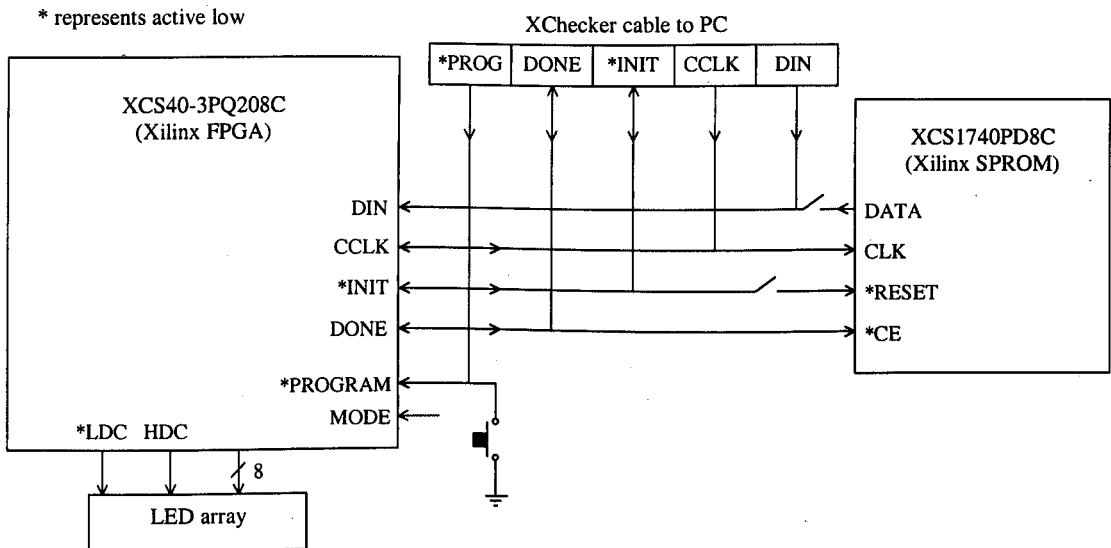 * represents active low
XChecker cable to PC
*PROG DONE *INIT CCLK DIN
XCS40-3PQ208C
(Xilinx FPGA)
XCS1740PD8C
(Xilinx SPROM)
DIN
CCLK
*INIT
DONE
*PROGRAM
MODE
DATA
CLK
*RESET
*CE
*LDC HDC
8
LED array